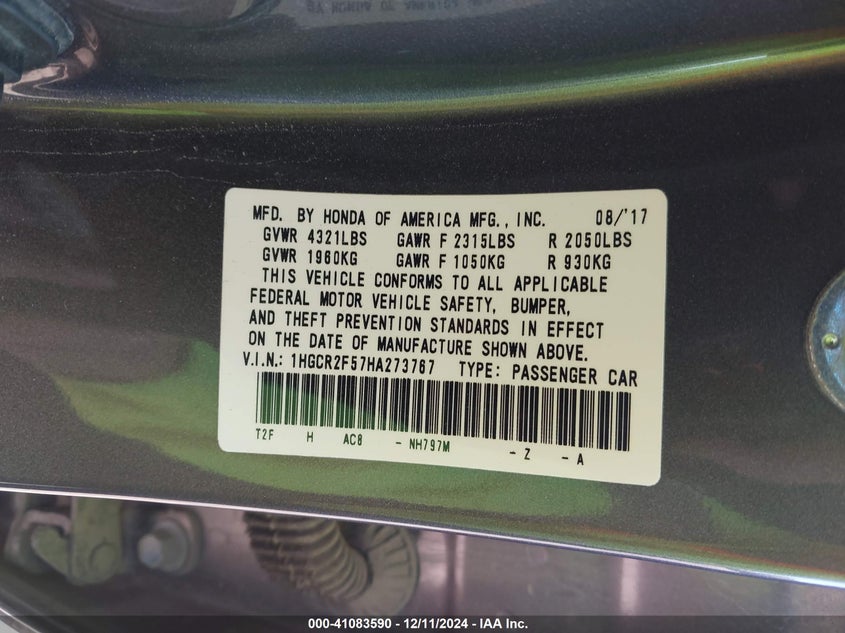 MFD. BY HONDA OF AMERICA MFG., INC. 08/'17
GVWR 4321LBS GAWR F 2315LBS R 2050LBS
GVWR 1960KG GAWR F 1050KG R 930KG
THIS VEHICLE CONFORMS TO ALL APPLICABLE
FEDERAL MOTOR VEHICLE SAFETY, BUMPER,
AND THEFT PREVENTION STANDARDS IN EFFECT
ON THE DATE OF MANUFACTURE SHOWN ABOVE.
V.I.N.: 1HGCR2F57HA273767 TYPE: PASSENGER CAR
T2F H AC8 - NH797M - Z - A
000-41083590 - 12/11/2024 - IAA Inc.